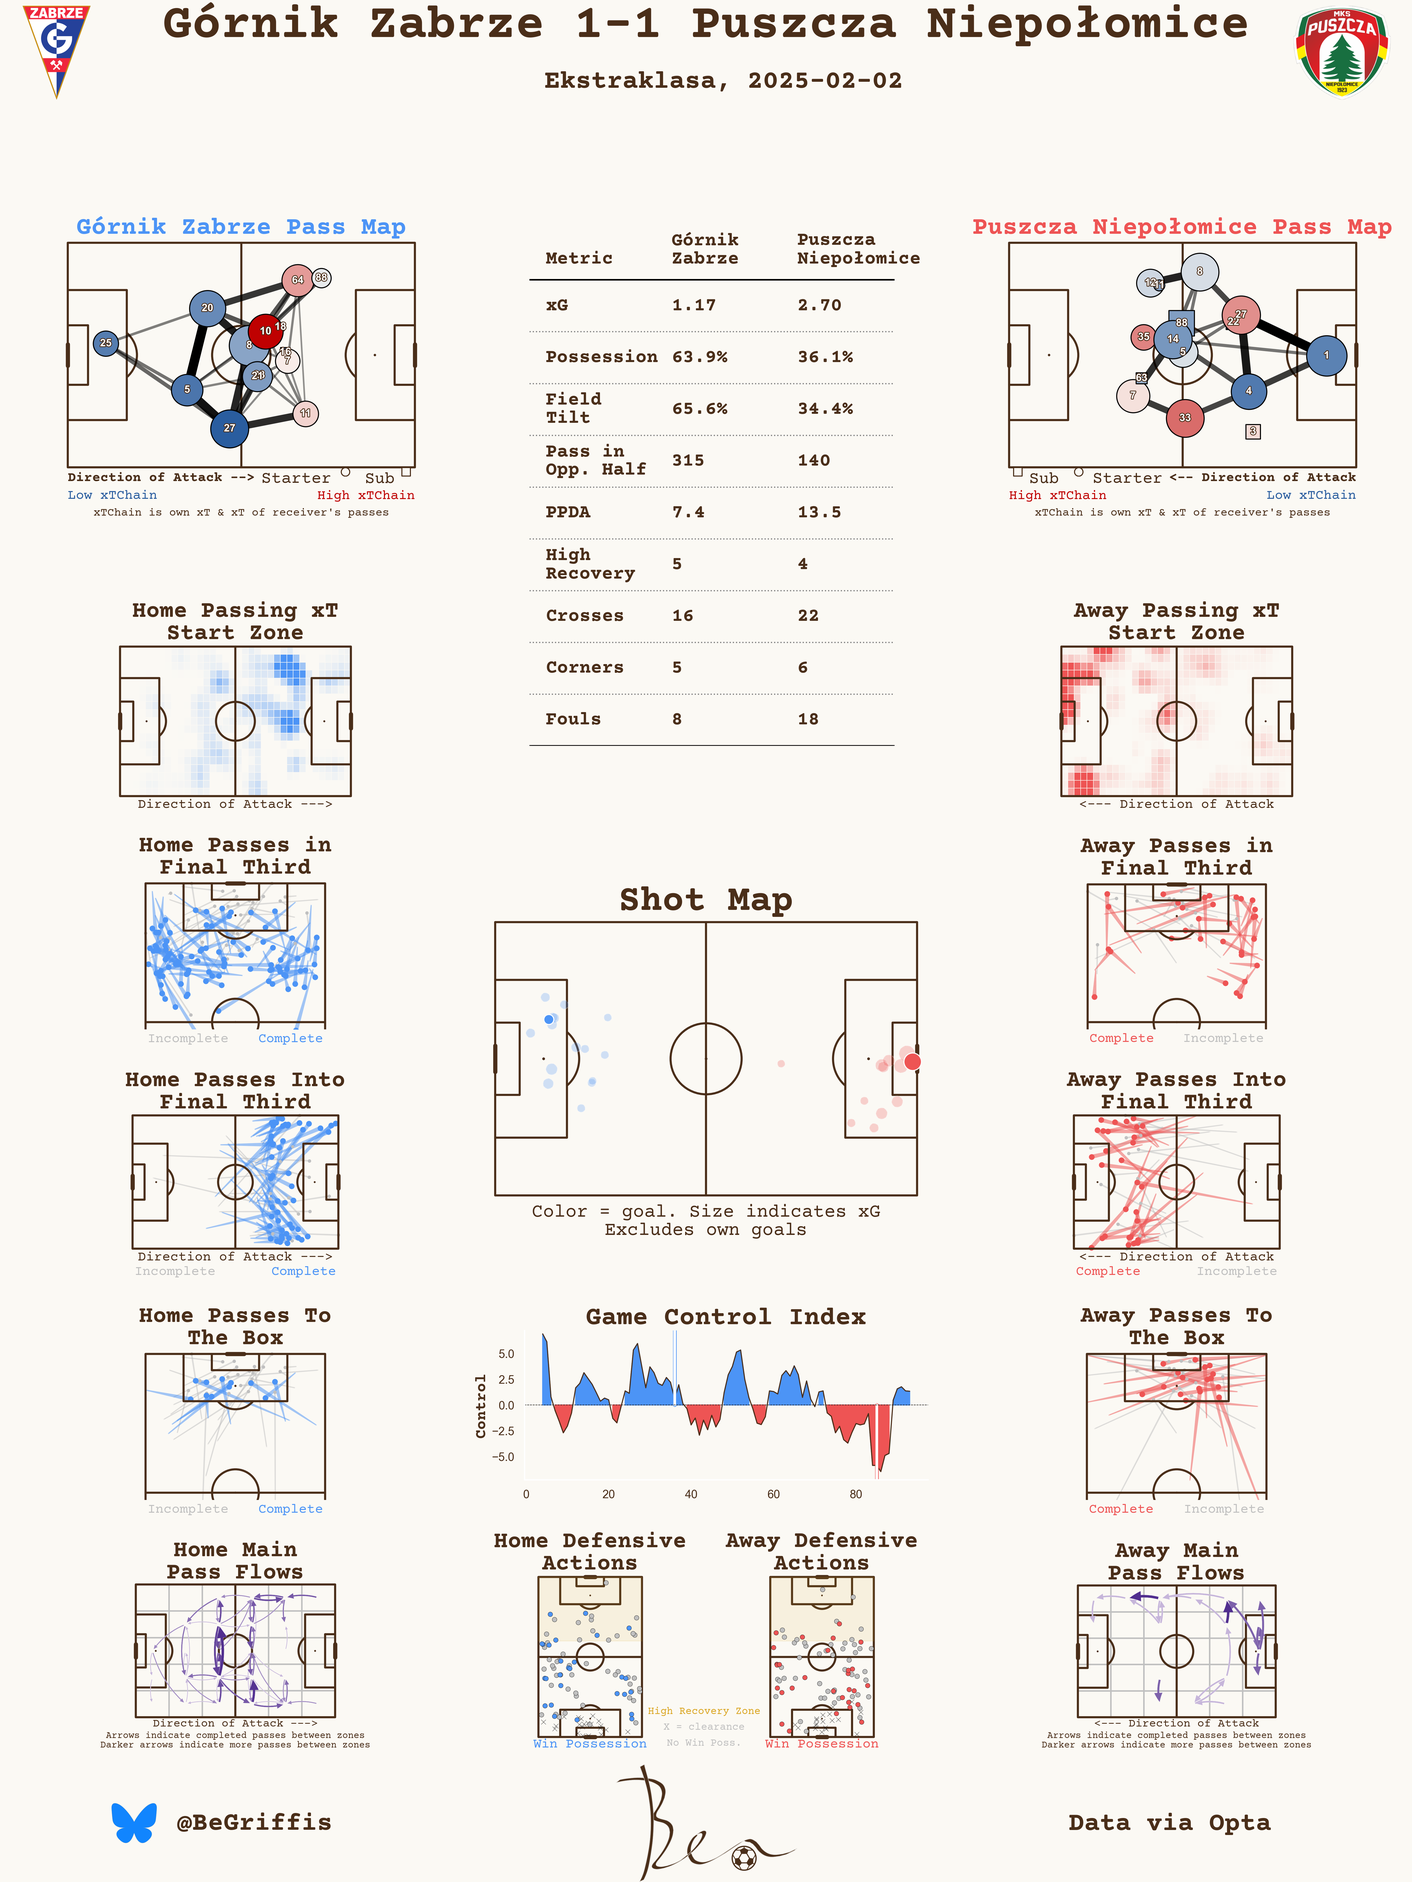 Górnik Zabrze 1-1 Puszcza Niepołomice
Ekstraklasa, 2025-02-02
ZABRZE
G
MKS
PUSZCZA
NIEPOŁOMICE
1923
Górnik Zabrze Pass Map
64
88
20
10
18
25
8
16
7
21
5
11
27
Direction of Attack --> Starter Sub
Low xTChain High xTChain
xTChain is own xT & xT of receiver's passes
Metric Górnik Zabrze Puszcza Niepołomice
xG 1.17 2.70
Possession 63.9% 36.1%
Field Tilt 65.6% 34.4%
Pass in Opp. Half 315 140
PPDA 7.4 13.5
High Recovery 5 4
Crosses 16 22
Corners 5 6
Fouls 8 18
Puszcza Niepołomice Pass Map
8
12
27
22
88
35
14
5
1
63
7
4
33
3
Sub Starter <-- Direction of Attack
High xTChain Low xTChain
xTChain is own xT & xT of receiver's passes
Home Passing xT
Start Zone
Direction of Attack --->
Away Passing xT
Start Zone
<--- Direction of Attack
Home Passes in
Final Third
Incomplete Complete
Shot Map
Color = goal. Size indicates xG
Excludes own goals
Away Passes in
Final Third
Complete Incomplete
Home Passes Into
Final Third
Direction of Attack --->
Incomplete Complete
Away Passes Into
Final Third
<--- Direction of Attack
Complete Incomplete
Home Passes To
The Box
Incomplete Complete
Game Control Index
Control
5.0
2.5
0.0
−2.5
−5.0
0 20 40 60 80
Away Passes To
The Box
Complete Incomplete
Home Main
Pass Flows
Direction of Attack --->
Arrows indicate completed passes between zones
Darker arrows indicate more passes between zones
Home Defensive
Actions
Win Possession
Away Defensive
Actions
Win Possession
High Recovery Zone
X = clearance
No Win Poss.
Away Main
Pass Flows
<--- Direction of Attack
Arrows indicate completed passes between zones
Darker arrows indicate more passes between zones
@BeGriffis
Data via Opta